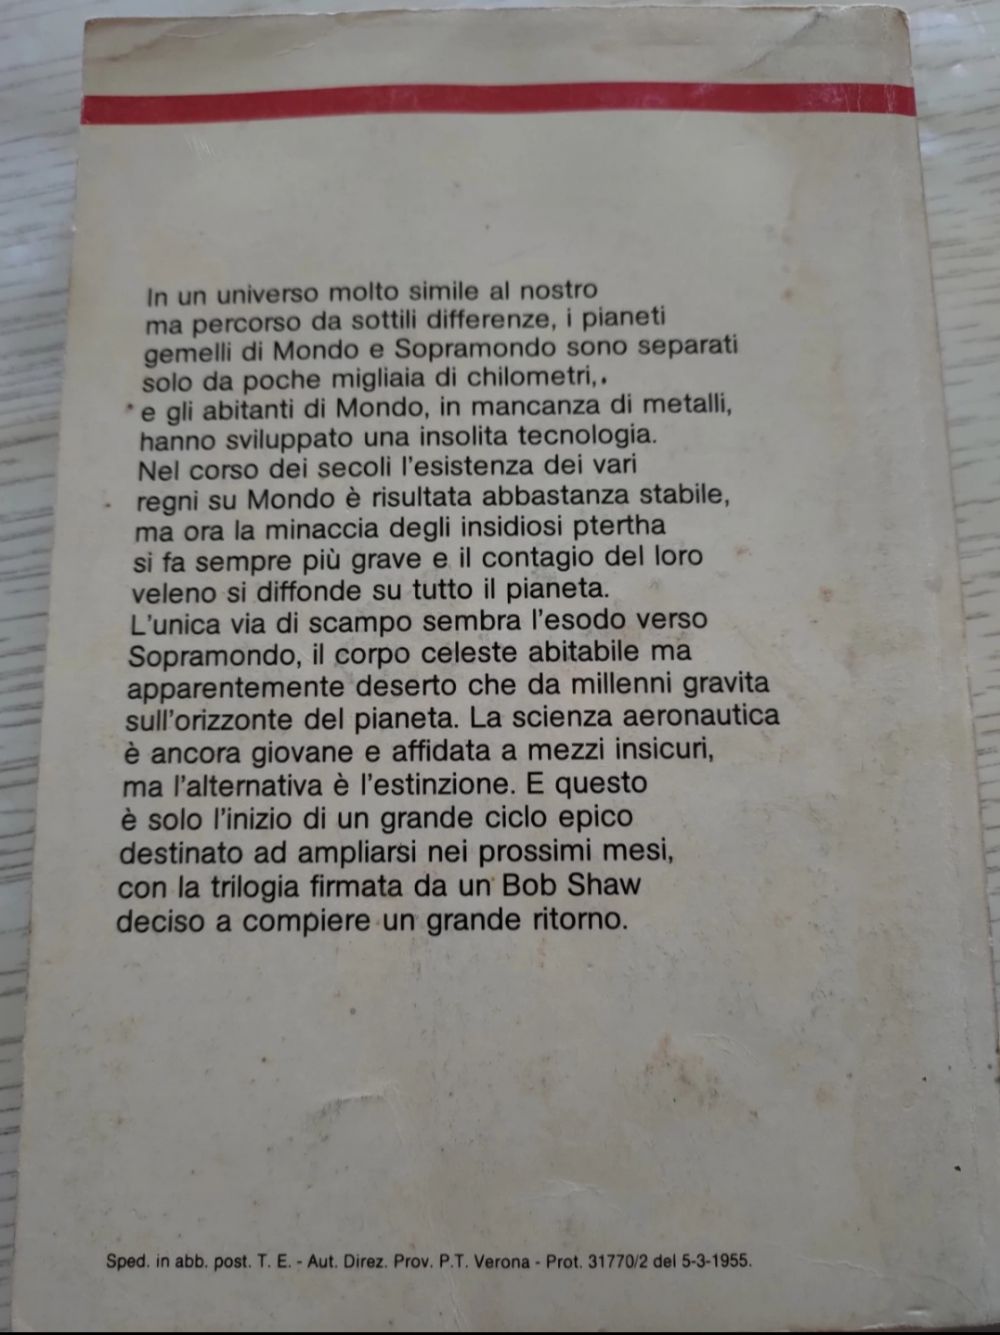 In un universo molto simile al nostro
ma percorso da sottili differenze, i pianeti
gemelli di Mondo e Sopramondo sono separati
solo da poche migliaia di chilometri,
e gli abitanti di Mondo, in mancanza di metalli,
hanno sviluppato una insolita tecnologia.
Nel corso dei secoli l'esistenza dei vari
regni su Mondo è risultata abbastanza stabile,
ma ora la minaccia degli insidiosi ptertha
si fa sempre più grave e il contagio del loro
veleno si diffonde su tutto il pianeta.
L'unica via di scampo sembra l'esodo verso
Sopramondo, il corpo celeste abitabile ma
apparentemente deserto che da millenni gravita
sull'orizzonte del pianeta. La scienza aeronautica
è ancora giovane e affidata a mezzi insicuri,
ma l'alternativa è l'estinzione. E questo
è solo l'inizio di un grande ciclo epico
destinato ad ampliarsi nei prossimi mesi,
con la trilogia firmata da un Bob Shaw
deciso a compiere un grande ritorno.
Sped. in abb. post. T. E. - Aut. Direz. Prov. P.T. Verona - Prot. 31770/2 del 5-3-1955.